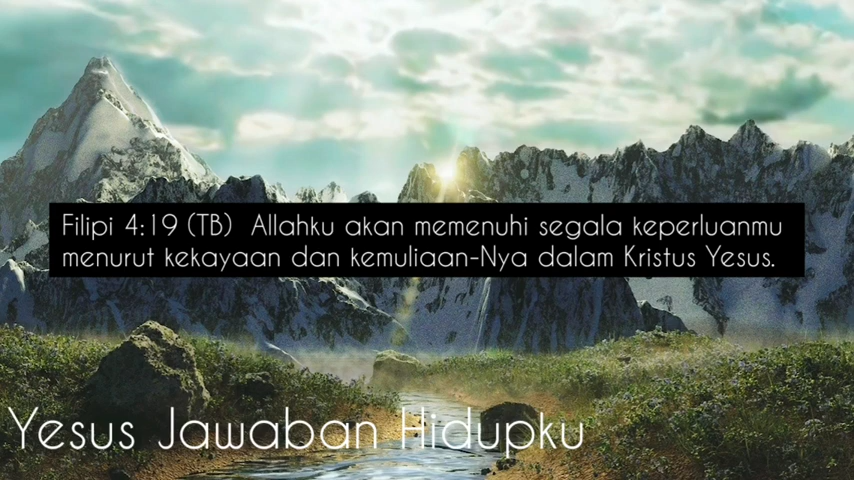 Filipi 4:19 (TB)  Allahku akan memenuhi segala keperluanmu
menurut kekayaan dan kemuliaan-Nya dalam Kristus Yesus.
Yesus Jawaban Hidupku